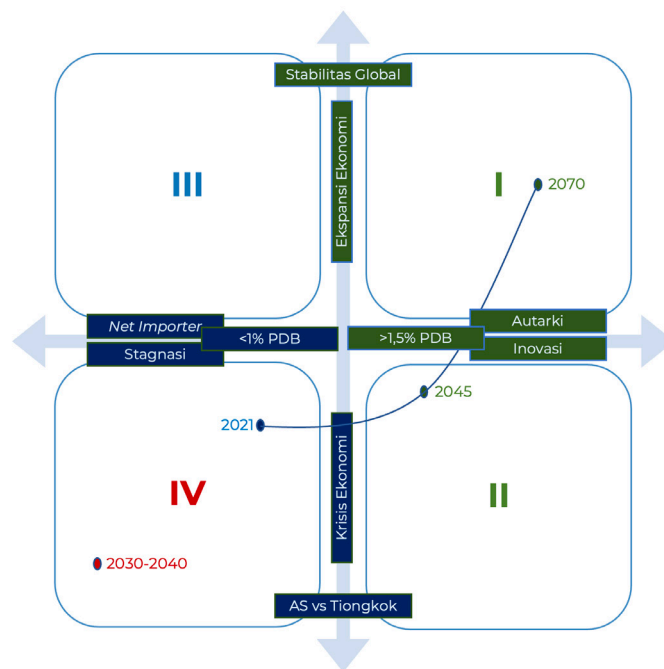 Stabilitas Global
Ekspansi Ekonomi
III
I
2070
Net Importer
Stagnasi
<1% PDB
>1,5% PDB
Autarki
Inovasi
2045
2021
IV
Krisis Ekonomi
II
2030-2040
AS vs Tiongkok